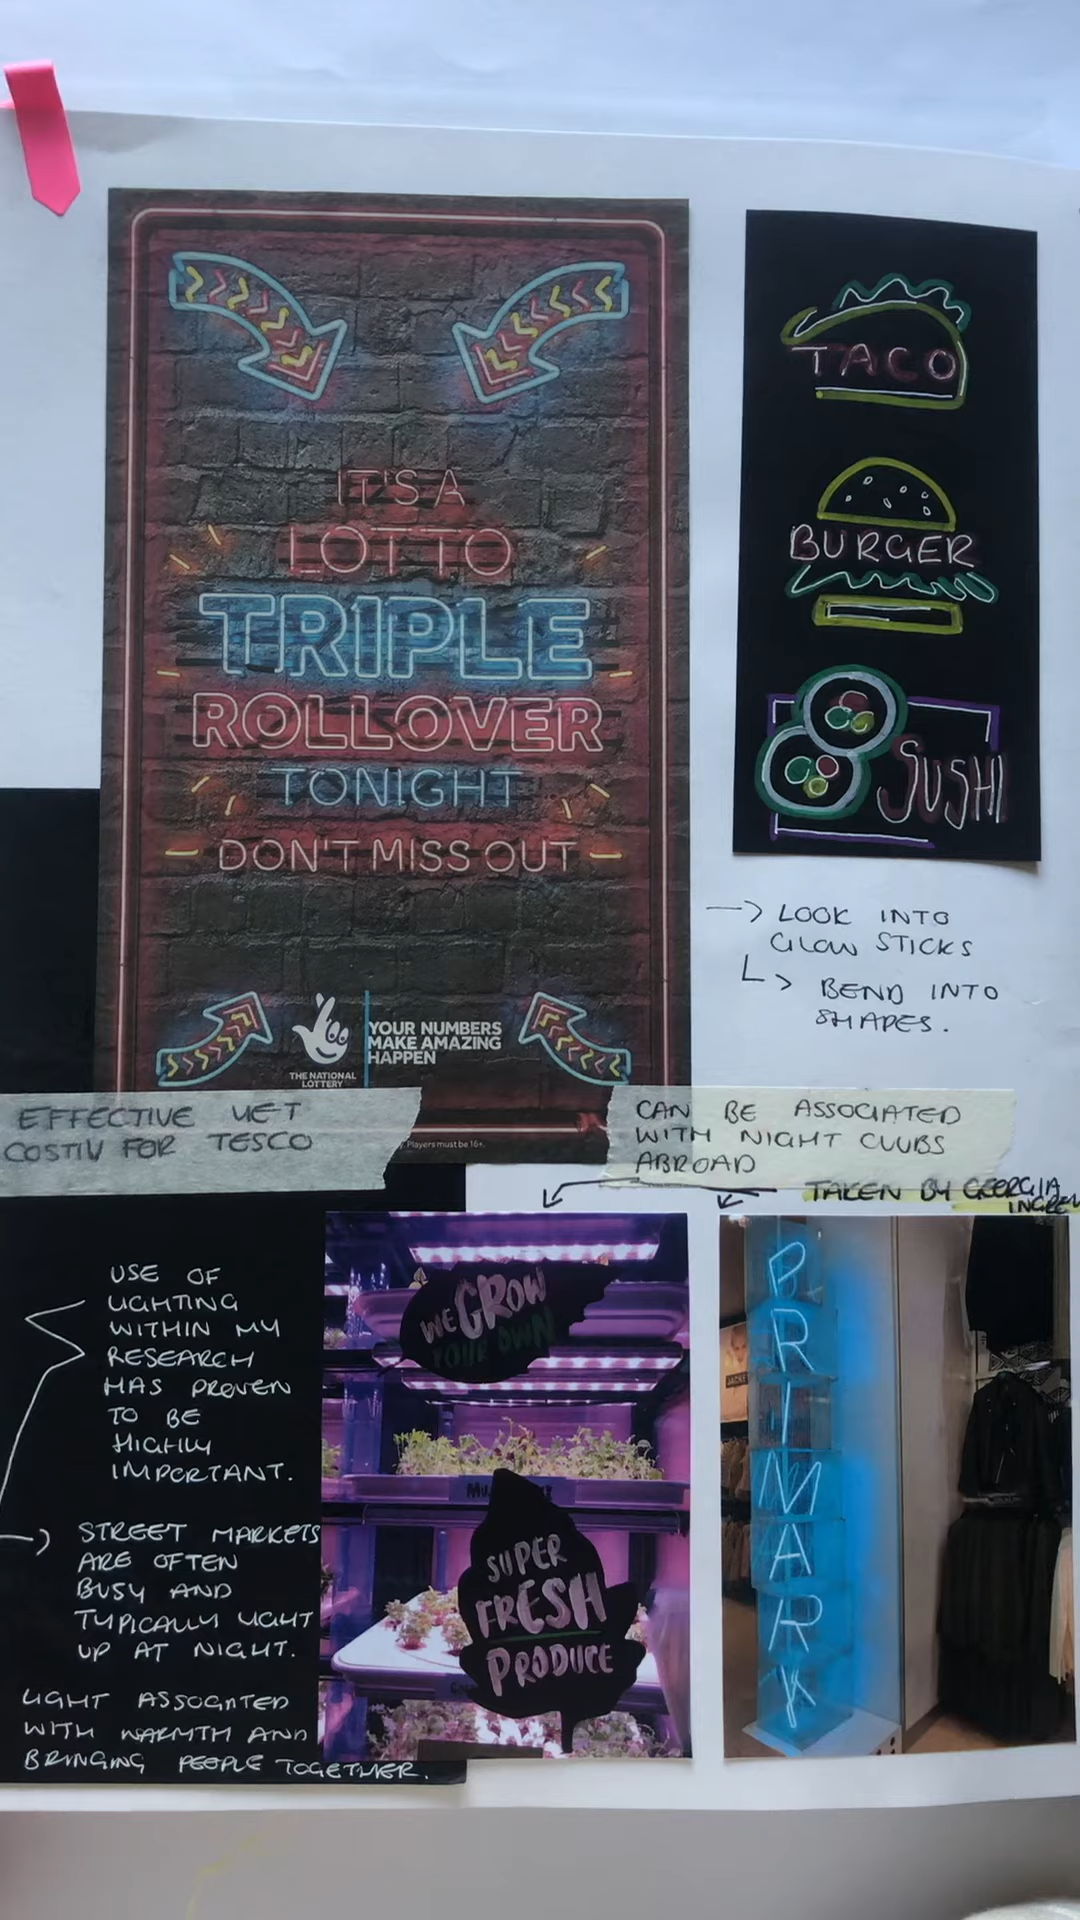 IT'S A
LOTTO
TRIPLE
ROLLOVER
TONIGHT
DON'T MISS OUT
THE NATIONAL
LOTTERY
YOUR NUMBERS
MAKE AMAZING
HAPPEN
Players must be 16+.
TACO
BURGER
SUSHI
-> LOOK INTO
GLOW STICKS
-> BEND INTO
SHAPES.
EFFECTIVE YET
COSTLY FOR TESCO
CAN BE ASSOCIATED
WITH NIGHT CLUBS
ABROAD
TAKEN BY GEORGIA
USE OF
LIGHTING
WITHIN MY
RESEARCH
HAS PROVEN
TO BE
HIGHLY
IMPORTANT.
-> STREET MARKETS
ARE OFTEN
BUSY AND
TYPICALLY LIGHT
UP AT NIGHT.
LIGHT ASSOCIATED
WITH WARMTH AND
BRINGING PEOPLE TOGETHER.
WE GROW
YOUR OWN
SUPER
FRESH
PRODUCE
PRIMARK